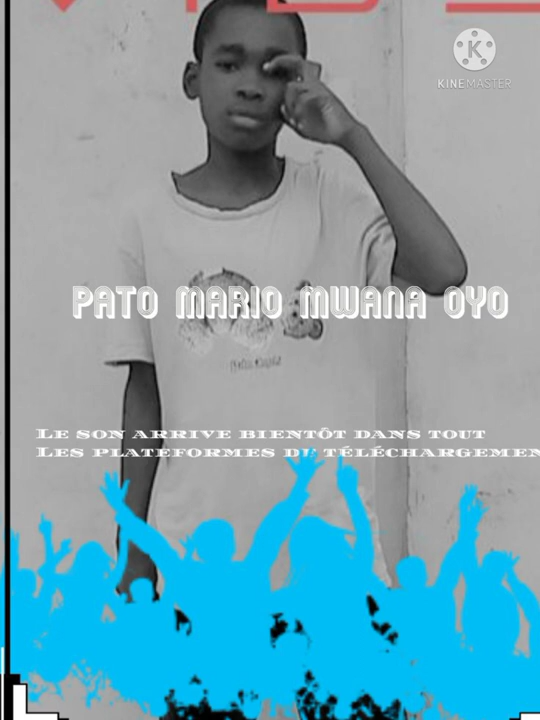 KINEMASTER
PATO MARIO MWANA OYO
LE SON ARRIVE BIENTÔT DANS TOUT
LES PLATEFORMES DE TÉLÉCHARGEMEN